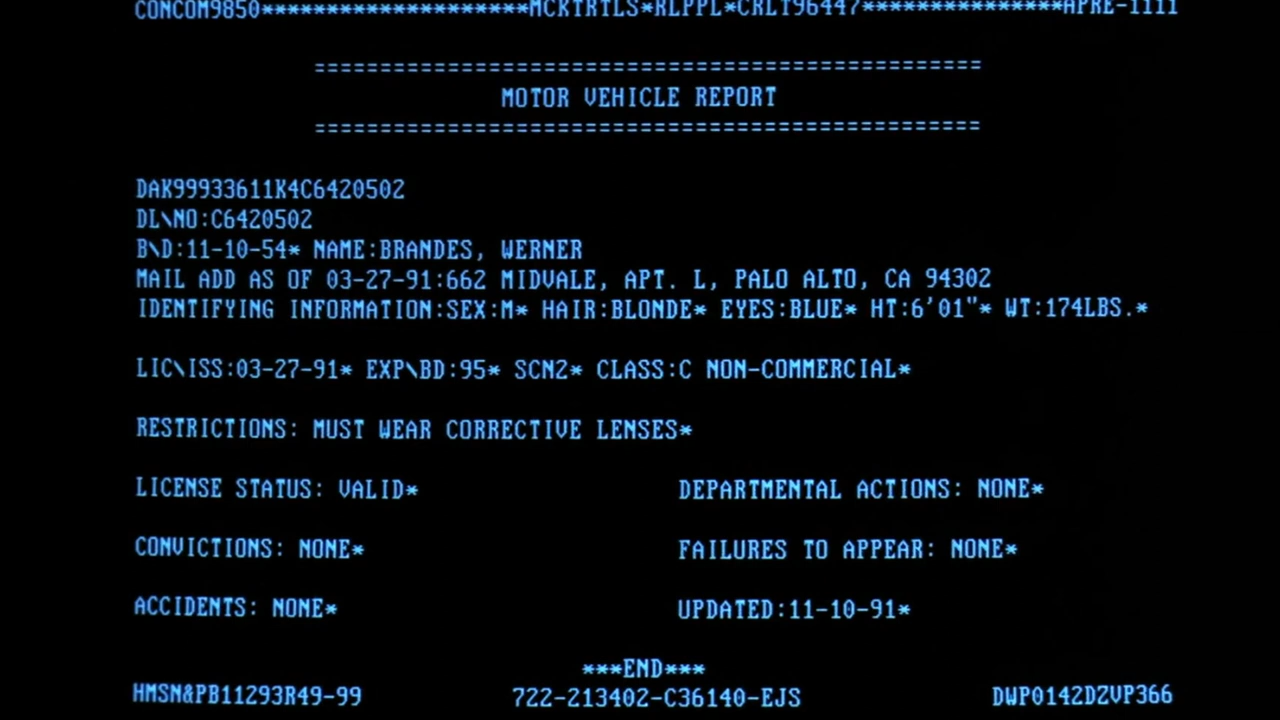 CONCOM9850*********************MCKTRTLS*RLPPL*CRLT96447****************APRE-1111
================================================
MOTOR VEHICLE REPORT
================================================
DAK99933611K4C6420502
DL\NO:C6420502
B\D:11-10-54* NAME:BRANDES, WERNER
MAIL ADD AS OF 03-27-91:662 MIDVALE, APT. L, PALO ALTO, CA 94302
IDENTIFYING INFORMATION:SEX:M* HAIR:BLONDE* EYES:BLUE* HT:6'01"* WT:174LBS.*
LIC\ISS:03-27-91* EXP\BD:95* SCN2* CLASS:C NON-COMMERCIAL*
RESTRICTIONS: MUST WEAR CORRECTIVE LENSES*
LICENSE STATUS: VALID* DEPARTMENTAL ACTIONS: NONE*
CONVICTIONS: NONE* FAILURES TO APPEAR: NONE*
ACCIDENTS: NONE* UPDATED:11-10-91*
***END***
HMSN&PB11293R49-99 722-213402-C36140-EJS DWP0142DZVP366